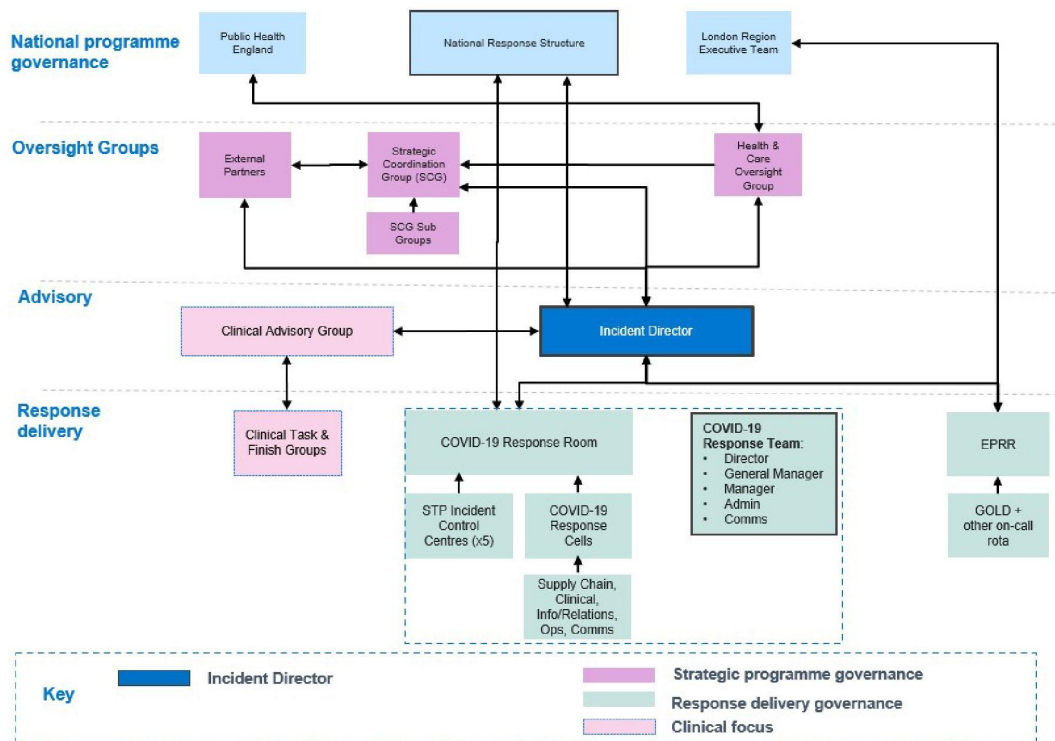 National programme
governance
Public Health
England
National Response Structure
London Region
Executive Team
Oversight Groups
External
Partners
Strategic
Coordination
Group (SCG)
Health &
Care
Oversight
Group
SCG Sub
Groups
Advisory
Clinical Advisory Group
Incident Director
Response
delivery
Clinical Task &
Finish Groups
COVID-19 Response Room
COVID-19
Response Team:
• Director
• General Manager
• Manager
• Admin
• Comms
EPRR
STP Incident
Control
Centres (x5)
COVID-19
Response
Cells
GOLD +
other on-call
rota
Supply Chain,
Clinical,
Info/Relations,
Ops, Comms
Key
Incident Director
Strategic programme governance
Response delivery governance
Clinical focus